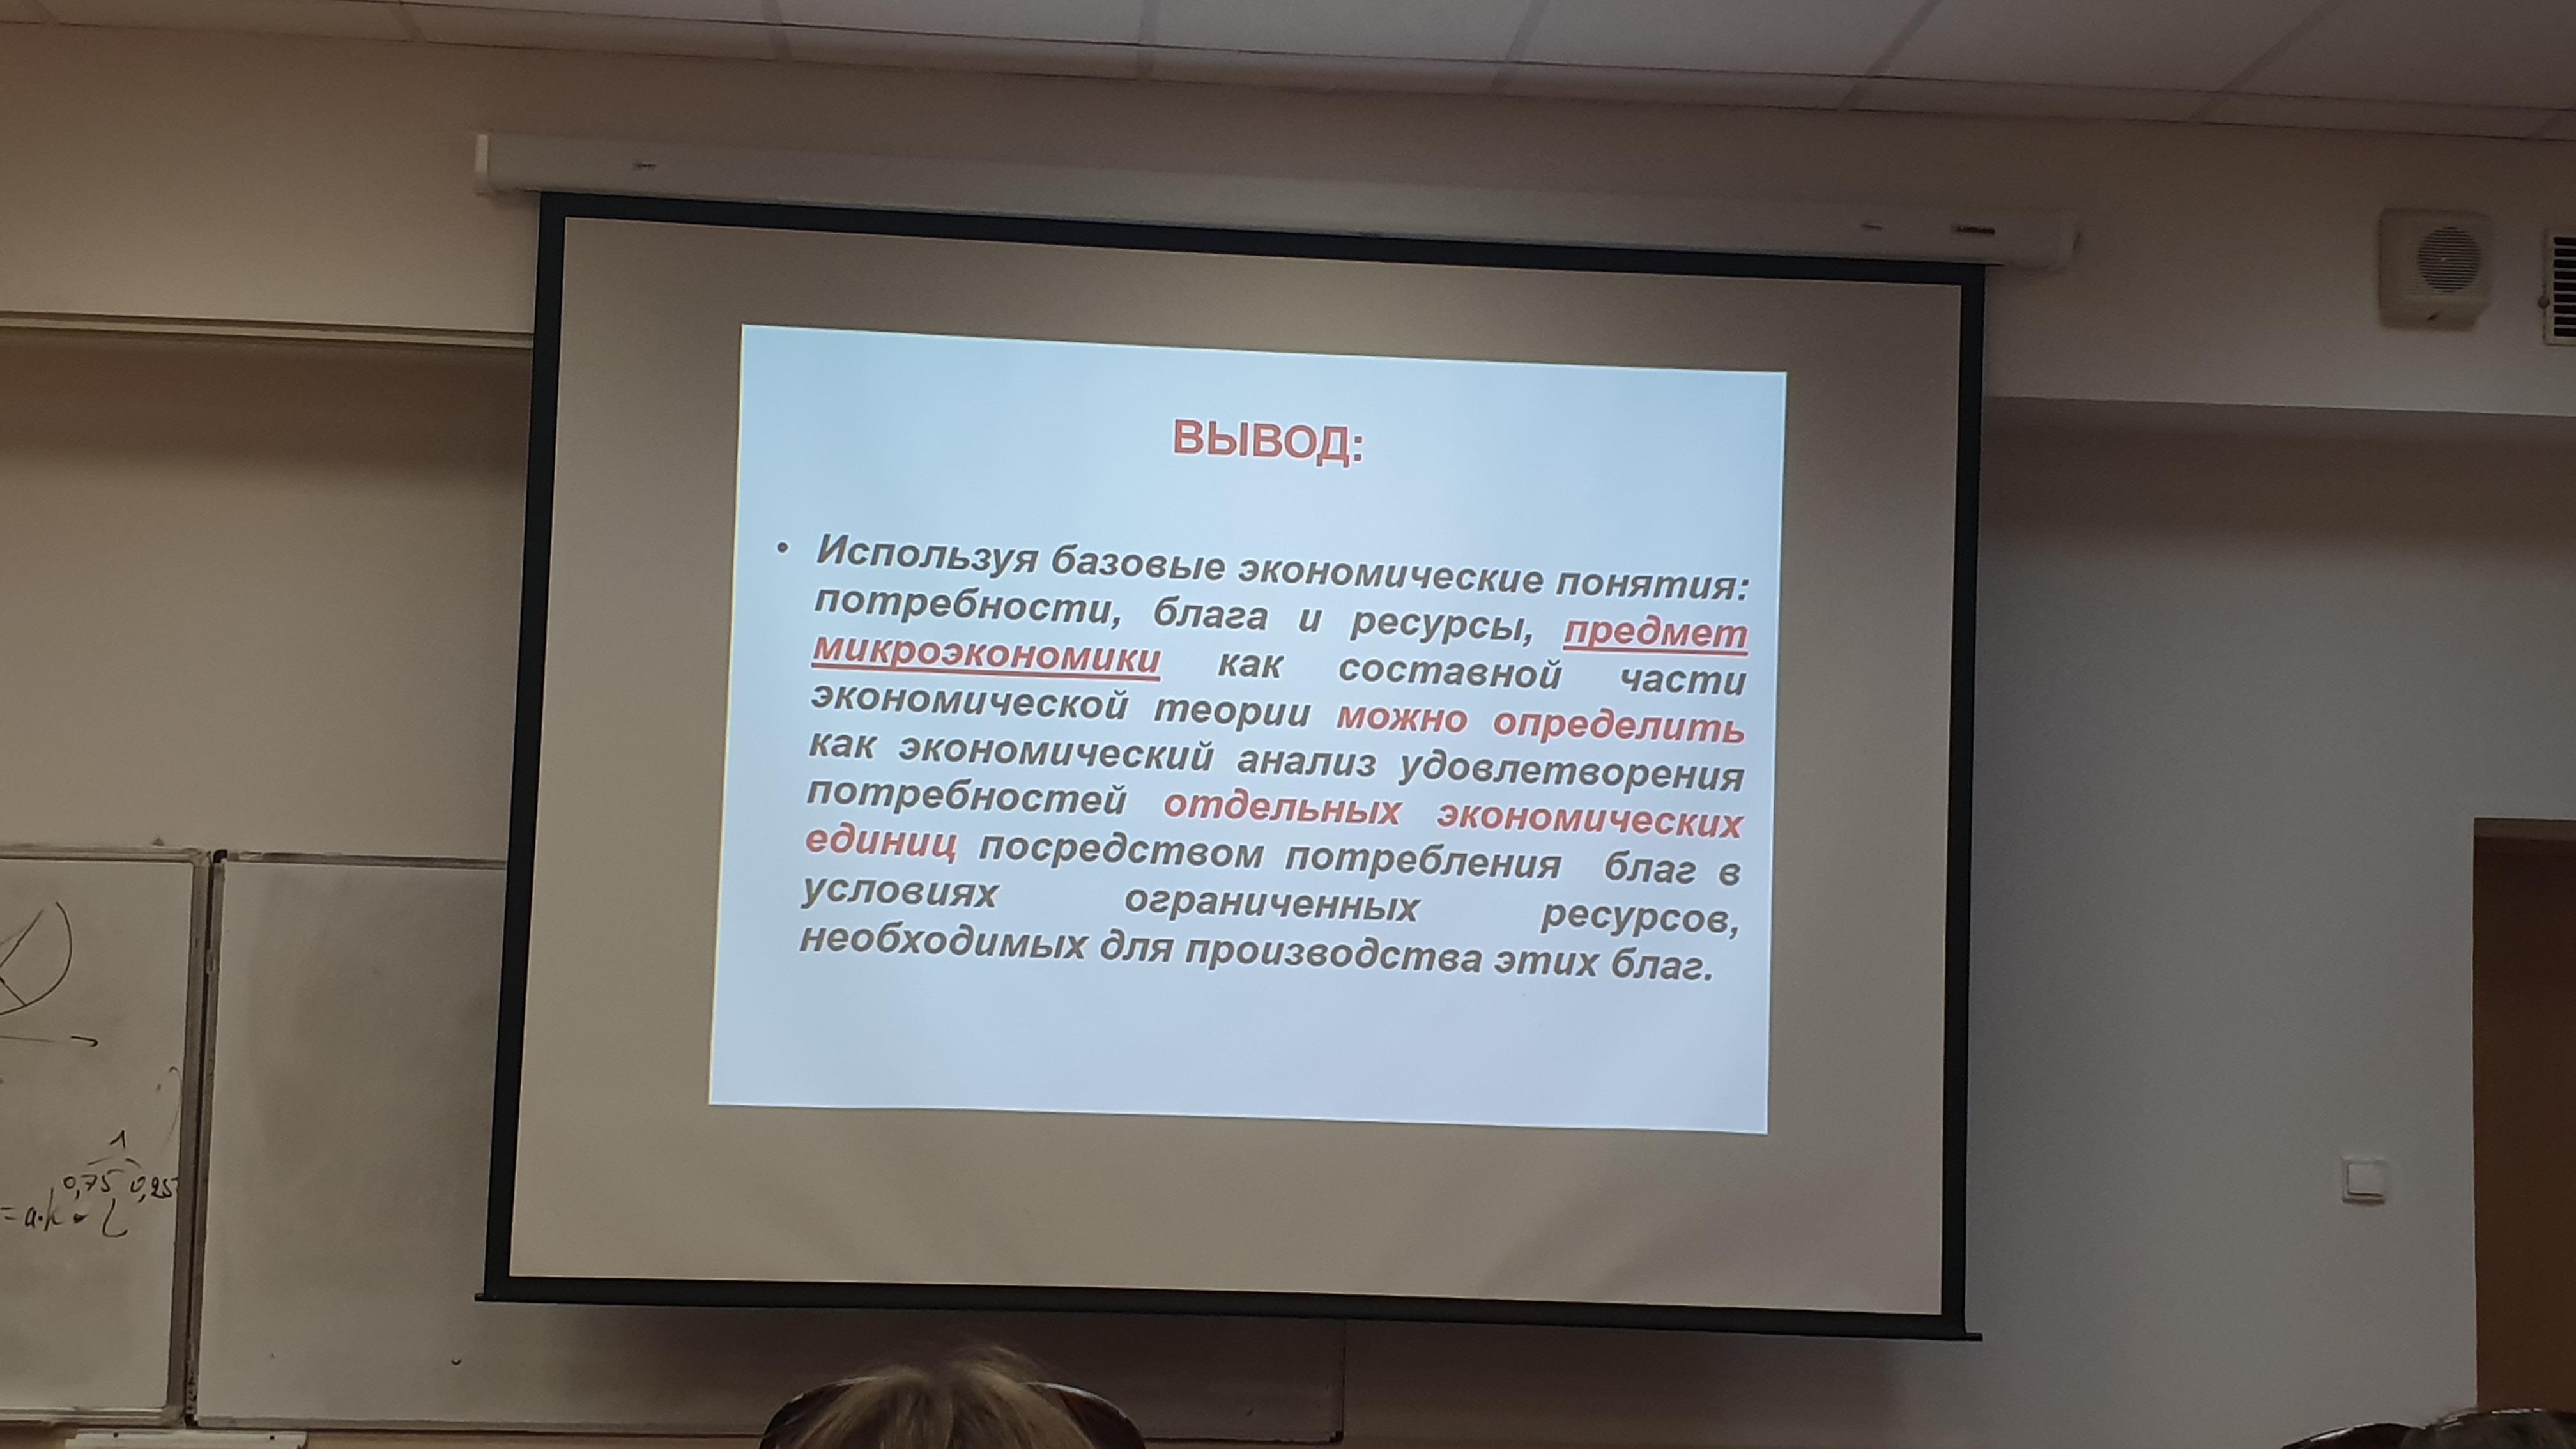 ВЫВОД:
• Используя базовые экономические понятия:
потребности, блага и ресурсы, предмет
микроэкономики как составной части
экономической теории можно определить
как экономический анализ удовлетворения
потребностей отдельных экономических
единиц посредством потребления благ в
условиях ограниченных ресурсов,
необходимых для производства этих благ.
1
0,75 0,25